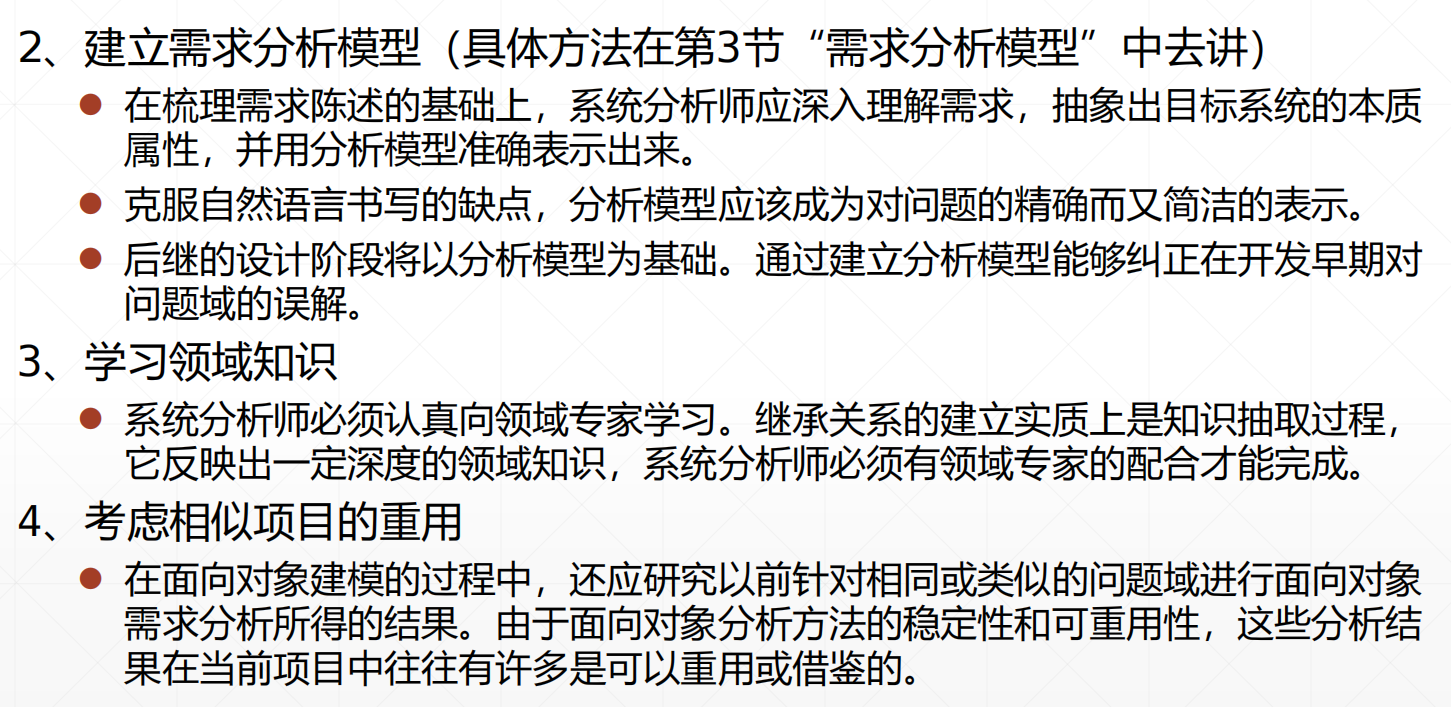 2、建立需求分析模型（具体方法在第3节“需求分析模型”中去讲）
● 在梳理需求陈述的基础上，系统分析师应深入理解需求，抽象出目标系统的本质
属性，并用分析模型准确表示出来。
● 克服自然语言书写的缺点，分析模型应该成为对问题的精确而又简洁的表示。
● 后继的设计阶段将以分析模型为基础。通过建立分析模型能够纠正在开发早期对
问题域的误解。
3、学习领域知识
● 系统分析师必须认真向领域专家学习。继承关系的建立实质上是知识抽取过程，
它反映出一定深度的领域知识，系统分析师必须有领域专家的配合才能完成。
4、考虑相似项目的重用
● 在面向对象建模的过程中，还应研究以前针对相同或类似的问题域进行面向对象
需求分析所得的结果。由于面向对象分析方法的稳定性和可重用性，这些分析结
果在当前项目中往往有许多是可以重用或借鉴的。